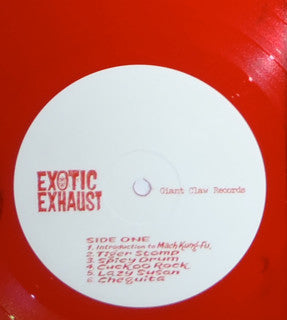 EXOTIC
EXHAUST
Giant Claw Records
SIDE ONE
1. Introduction to Mach Kung-Fu,
2. Tiger Stomp
3. Spicy Drum
4. Cuckoo Rock
5. Lazy Susan
6. Chequita